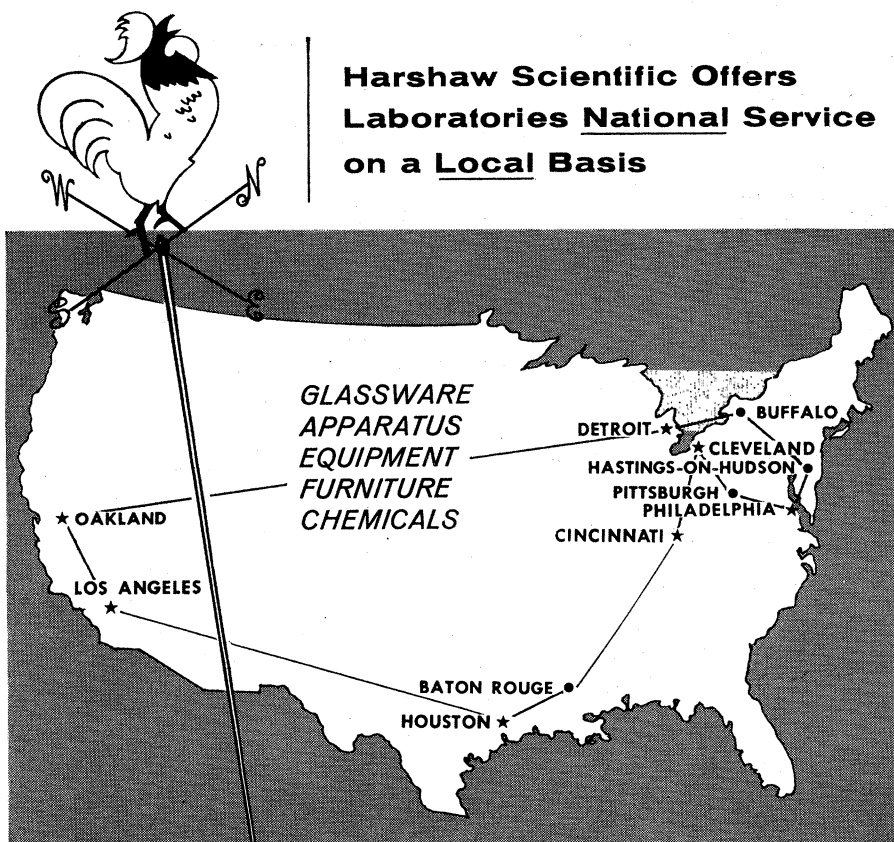 Harshaw Scientific Offers
Laboratories National Service
on a Local Basis
W
N
S
E
GLASSWARE
APPARATUS
EQUIPMENT
FURNITURE
CHEMICALS
BUFFALO
DETROIT
CLEVELAND
HASTINGS-ON-HUDSON
PITTSBURGH
PHILADELPHIA
OAKLAND
CINCINNATI
LOS ANGELES
BATON ROUGE
HOUSTON